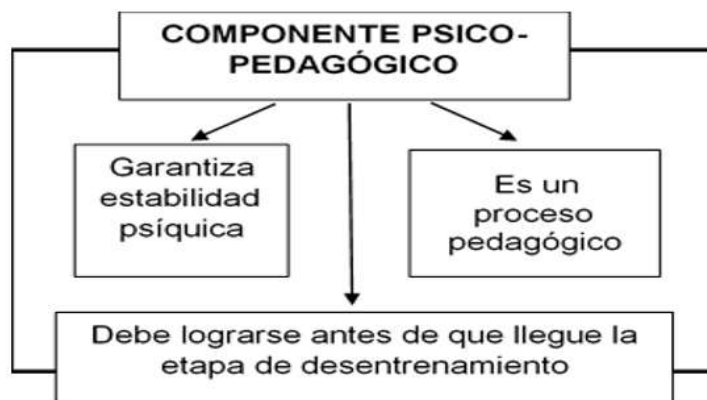 COMPONENTE PSICO-
PEDAGÓGICO
Garantiza
estabilidad
psíquica
Es un
proceso
pedagógico
Debe lograrse antes de que llegue la
etapa de desentrenamiento